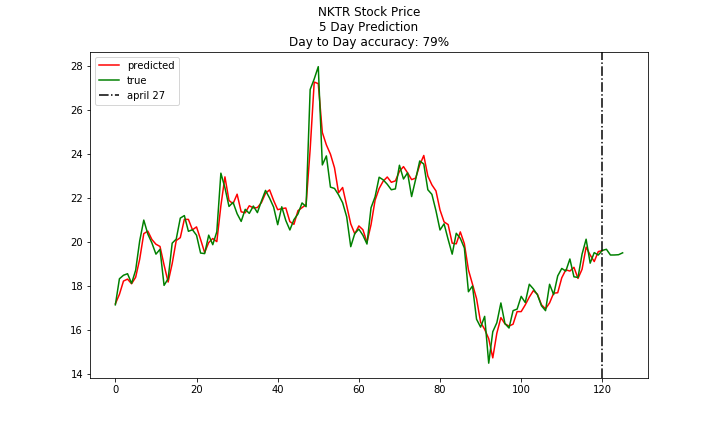 NKTR Stock Price
5 Day Prediction
Day to Day accuracy: 79%
predicted
true
april 27
28
26
24
22
20
18
16
14
0
20
40
60
80
100
120